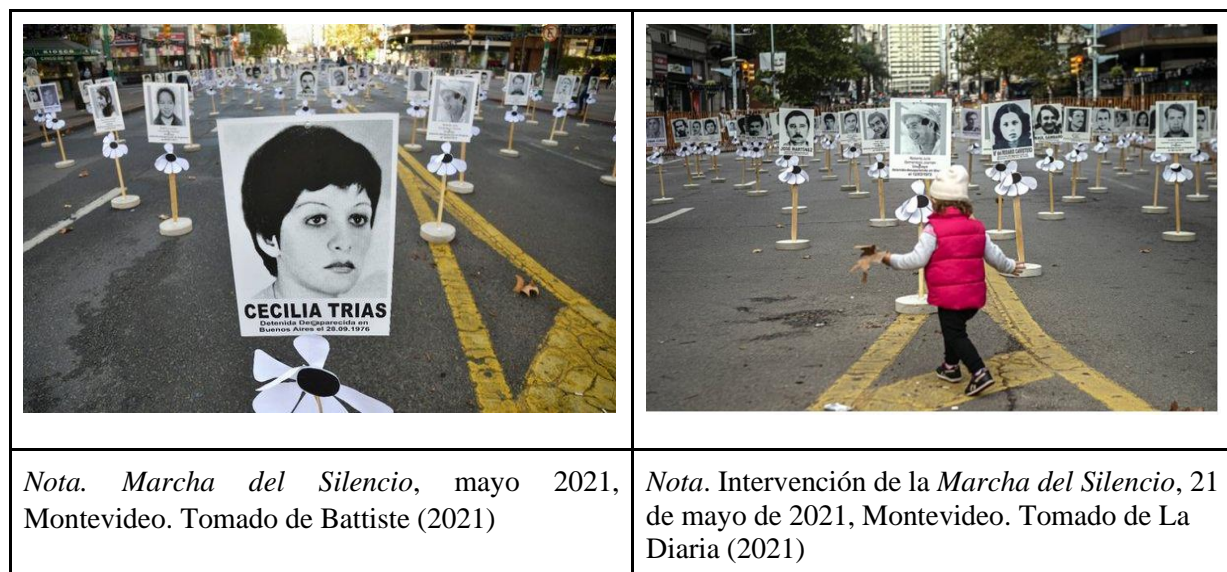 CECILIA TRIAS
Detenida Desaparecida en
Buenos Aires el 28.09.1976
JOSÉ MARTINEZ
Nota. Marcha del Silencio, mayo 2021,
Montevideo. Tomado de Battiste (2021)
Nota. Intervención de la Marcha del Silencio, 21
de mayo de 2021, Montevideo. Tomado de La
Diaria (2021)